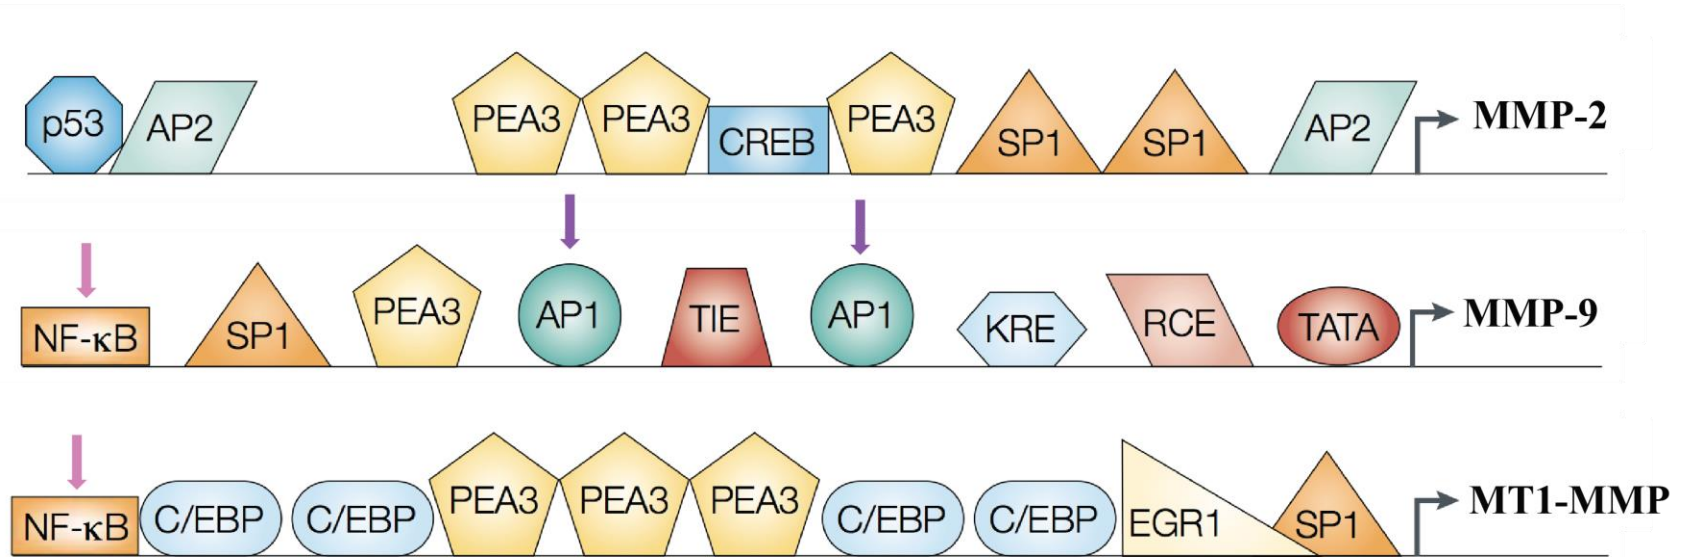 p53 AP2 PEA3 PEA3 CREB PEA3 SP1 SP1 AP2 MMP-2
NF-κB SP1 PEA3 AP1 TIE AP1 KRE RCE TATA MMP-9
NF-κB C/EBP C/EBP PEA3 PEA3 PEA3 C/EBP C/EBP EGR1 SP1 MT1-MMP